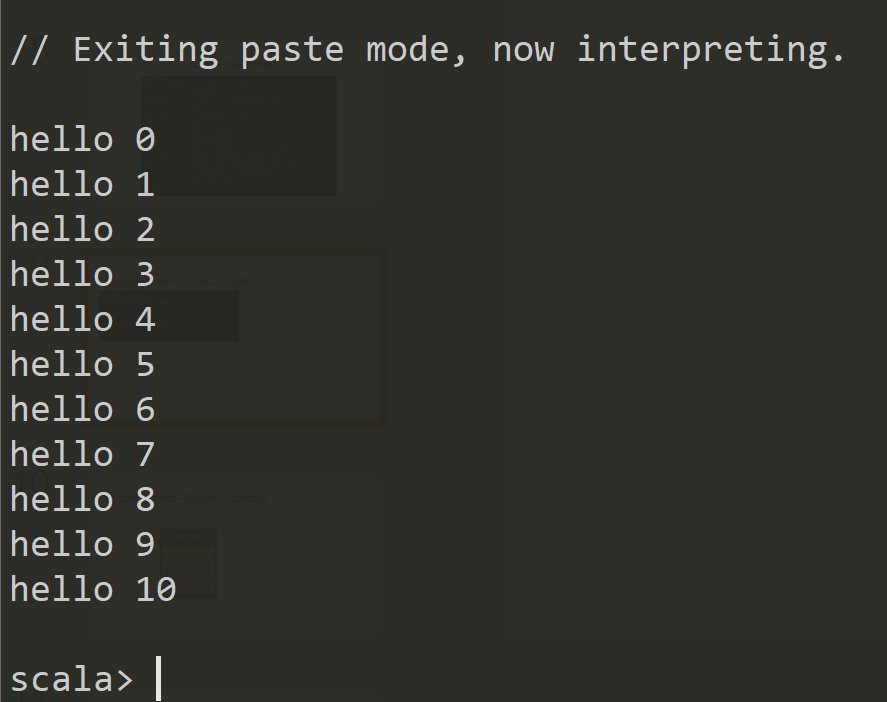 // Exiting paste mode, now interpreting.
hello 0
hello 1
hello 2
hello 3
hello 4
hello 5
hello 6
hello 7
hello 8
hello 9
hello 10
scala>